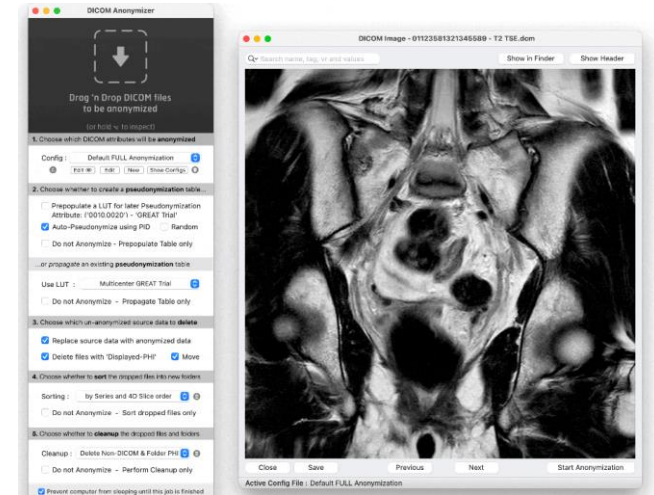 DICOM Anonymizer
Drag 'n Drop DICOM files
to be anonymized
to inspect)
1. Choose which DICOM attributes will be anonymized
Config : Default FULL Anonymization
Edit Edit New Show Configs
2. Choose whether to create a pseudonymization table...
Prepopulate a LUT for later Pseudonymization
Attribute: ('0010.0020') - 'GREAT Trial'
Auto-Pseudonymize using PID Random
Do not Anonymize - Prepopulate Table only
...or propagate an existing pseudonymization table
Use LUT : Multicenter GREAT Trial
Do not Anonymize - Propagate Table only
3. Choose which un-anonymized source data to delete
Replace source data with anonymized data
Delete files with 'Displayed-PHI' Move
4. Choose whether to sort the dropped files into new folders
Sorting : by Series and 4D Slice order
Do not Anonymize - Sort dropped files only
5. Choose whether to cleanup the dropped files and folders
Cleanup : Delete Non-DICOM & Folder PHI
Do not Anonymize - Perform Cleanup only
Prevent computer from sleeping until this job is finished
DICOM Image - 01123581321345589 - T2 TSE.dcm
Search name, tag, or and values Show in Finder Show Header
Close Save Previous Next Start Anonymization
Active Config File : Default FULL Anonymization